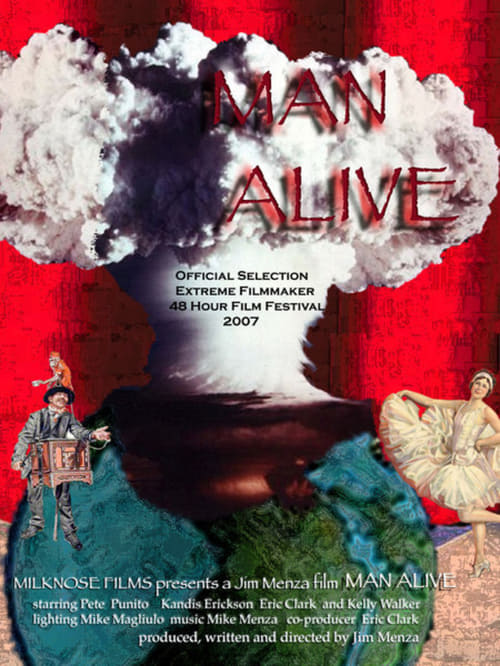 MAN
ALIVE
OFFICIAL SELECTION
EXTREME FILMMAKER
48 HOUR FILM FESTIVAL
2007
MILKNOSE FILMS presents a Jim Menza film MAN ALIVE
starring Pete Punito Kandis Erickson Eric Clark and Kelly Walker
lighting Mike Magliulo music Mike Menza co-producer Eric Clark
produced, written and directed by Jim Menza